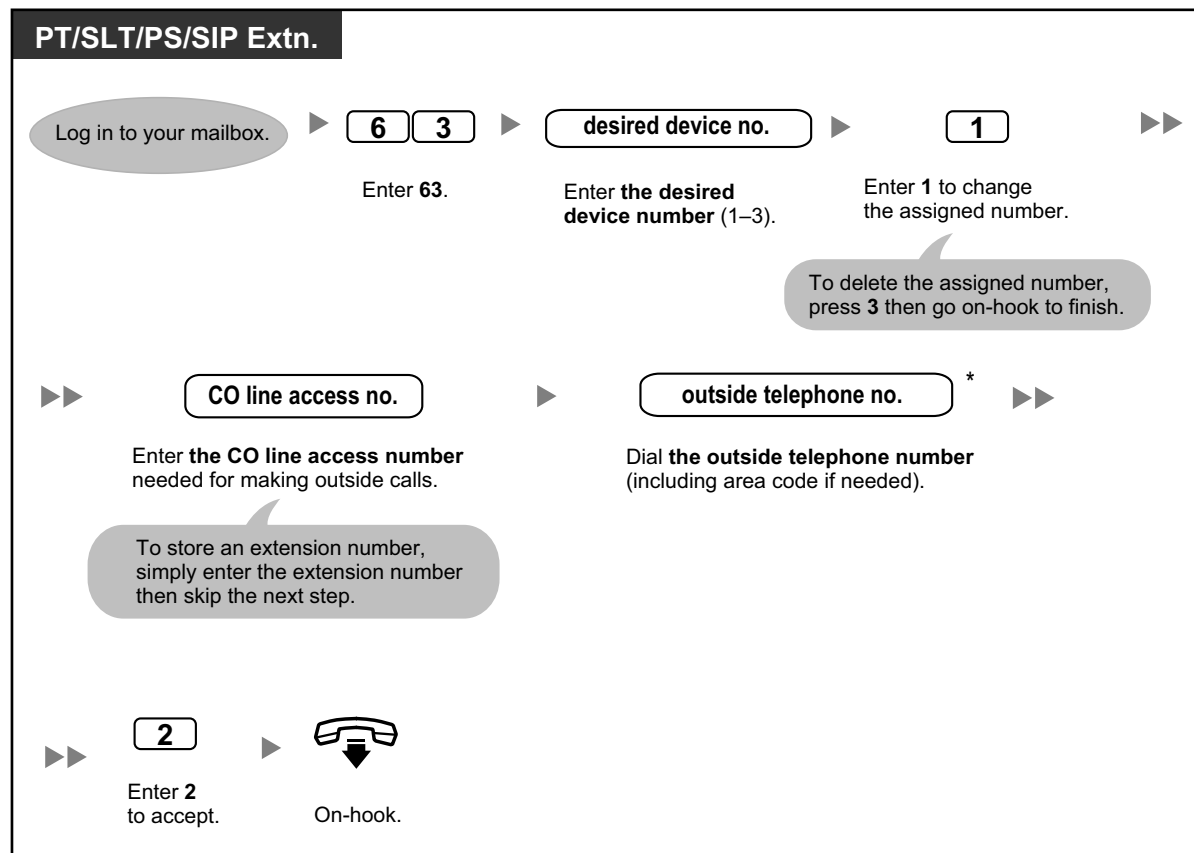 PT/SLT/PS/SIP Extn.
Log in to your mailbox.
6 3
desired device no.
1
Enter 63.
Enter the desired
device number (1–3).
Enter 1 to change
the assigned number.
To delete the assigned number,
press 3 then go on-hook to finish.
CO line access no.
outside telephone no. *
Enter the CO line access number
needed for making outside calls.
Dial the outside telephone number
(including area code if needed).
To store an extension number,
simply enter the extension number
then skip the next step.
2
Enter 2
to accept.
On-hook.